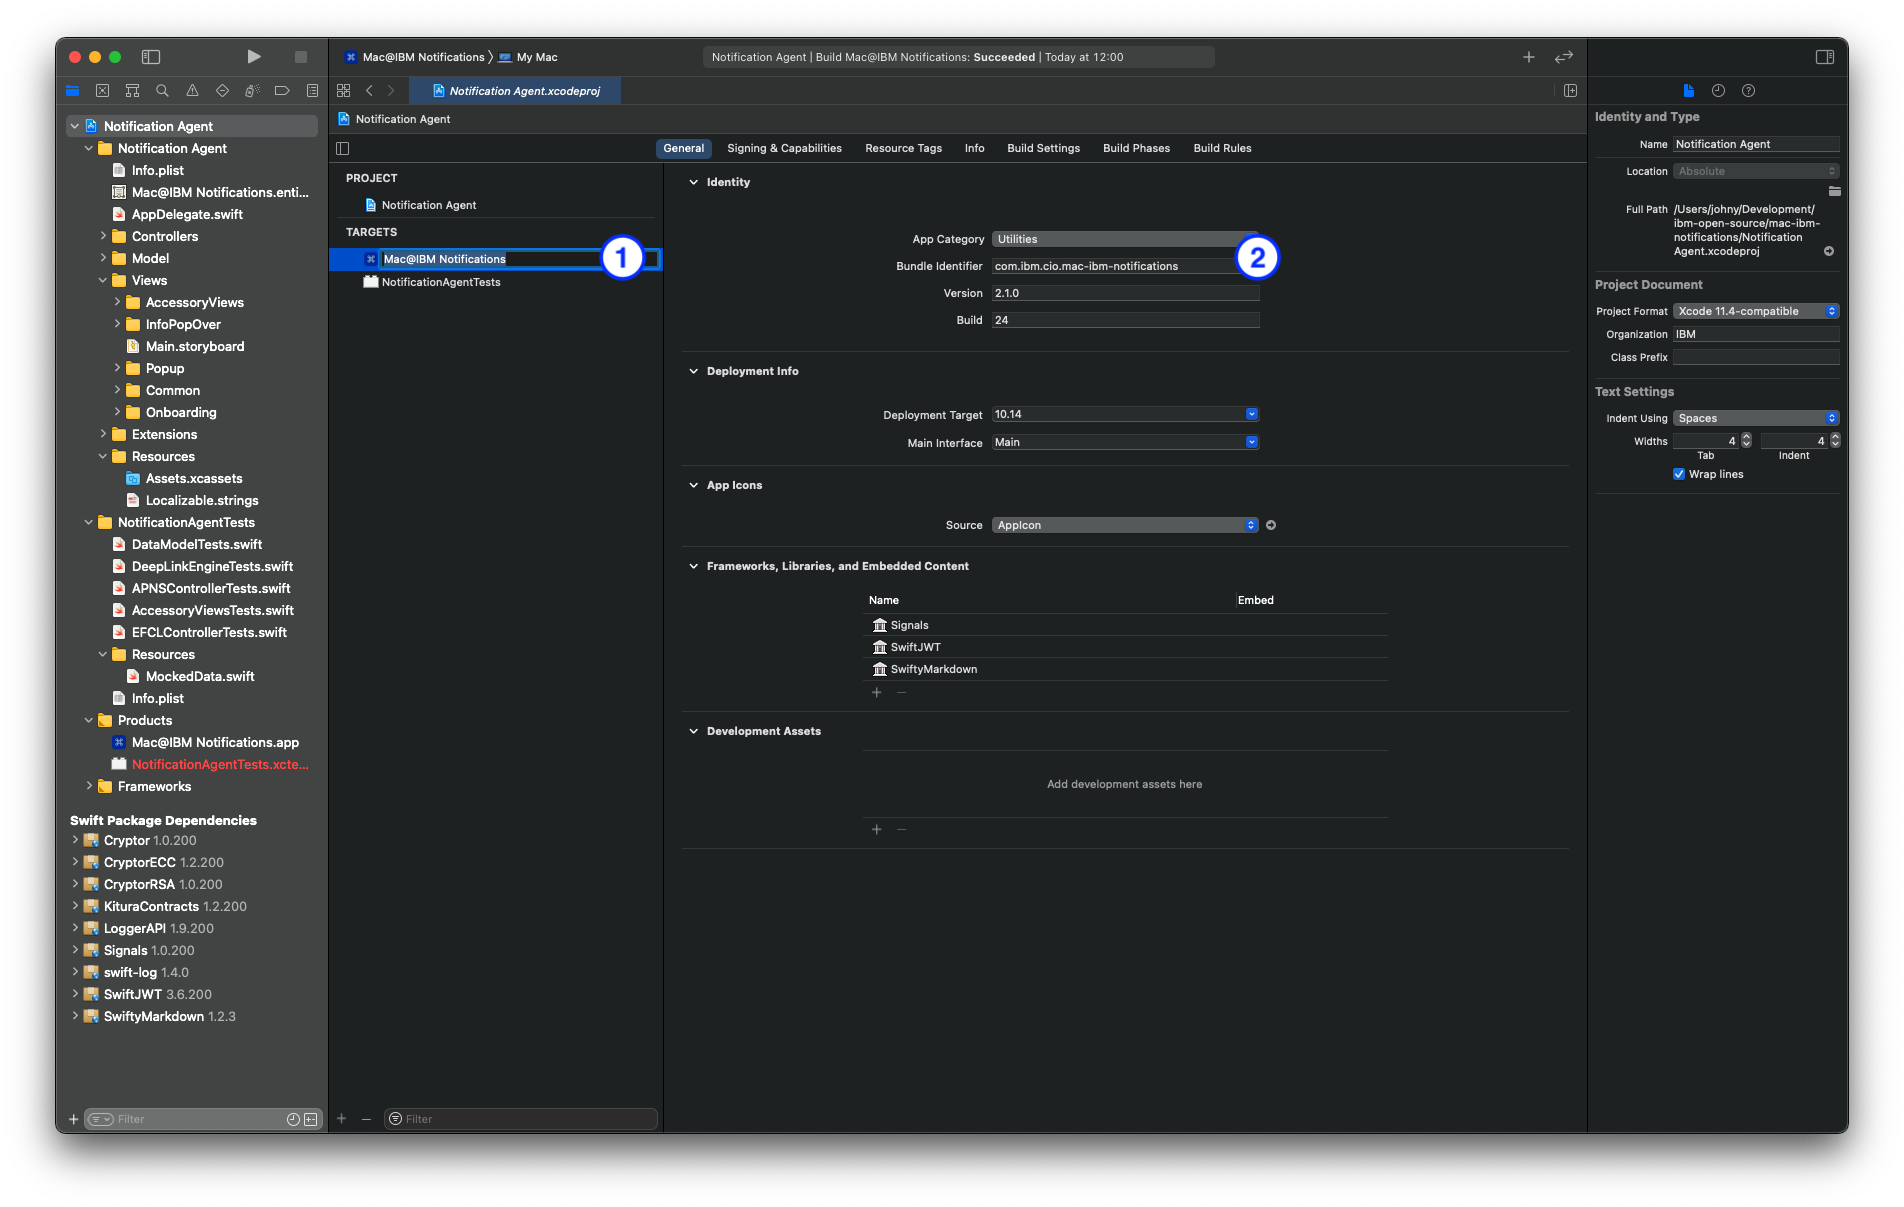 Mac@IBM Notifications
My Mac
Notification Agent | Build Mac@IBM Notifications: Succeeded | Today at 12:00
Notification Agent.xcodeproj
Notification Agent
General
Signing & Capabilities
Resource Tags
Info
Build Settings
Build Phases
Build Rules
Notification Agent
Notification Agent
Info.plist
Mac@IBM Notifications.enti...
AppDelegate.swift
Controllers
Model
Views
AccessoryViews
InfoPopOver
Main.storyboard
Popup
Common
Onboarding
Extensions
Resources
Assets.xcassets
Localizable.strings
NotificationAgentTests
DataModelTests.swift
DeepLinkEngineTests.swift
APNSControllerTests.swift
AccessoryViewsTests.swift
EFCLControllerTests.swift
Resources
MockedData.swift
Info.plist
Products
Mac@IBM Notifications.app
NotificationAgentTests.xcte...
Frameworks
Swift Package Dependencies
Cryptor 1.0.200
CryptorECC 1.2.200
CryptorRSA 1.0.200
KituraContracts 1.2.200
LoggerAPI 1.9.200
Signals 1.0.200
swift-log 1.4.0
SwiftJWT 3.6.200
SwiftyMarkdown 1.2.3
Filter
PROJECT
Notification Agent
TARGETS
Mac@IBM Notifications
1
NotificationAgentTests
Filter
Identity
App Category Utilities
2
Bundle Identifier com.ibm.cio.mac-ibm-notifications
Version 2.1.0
Build 24
Deployment Info
Deployment Target 10.14
Main Interface Main
App Icons
Source AppIcon
Frameworks, Libraries, and Embedded Content
Name Embed
Signals
SwiftJWT
SwiftyMarkdown
Development Assets
Add development assets here
Identity and Type
Name Notification Agent
Location Absolute
Full Path /Users/johny/Development/
ibm-open-source/mac-ibm-
notifications/Notification
Agent.xcodeproj
Project Document
Project Format Xcode 11.4-compatible
Organization IBM
Class Prefix
Text Settings
Indent Using Spaces
Widths 4 4
Tab Indent
Wrap lines